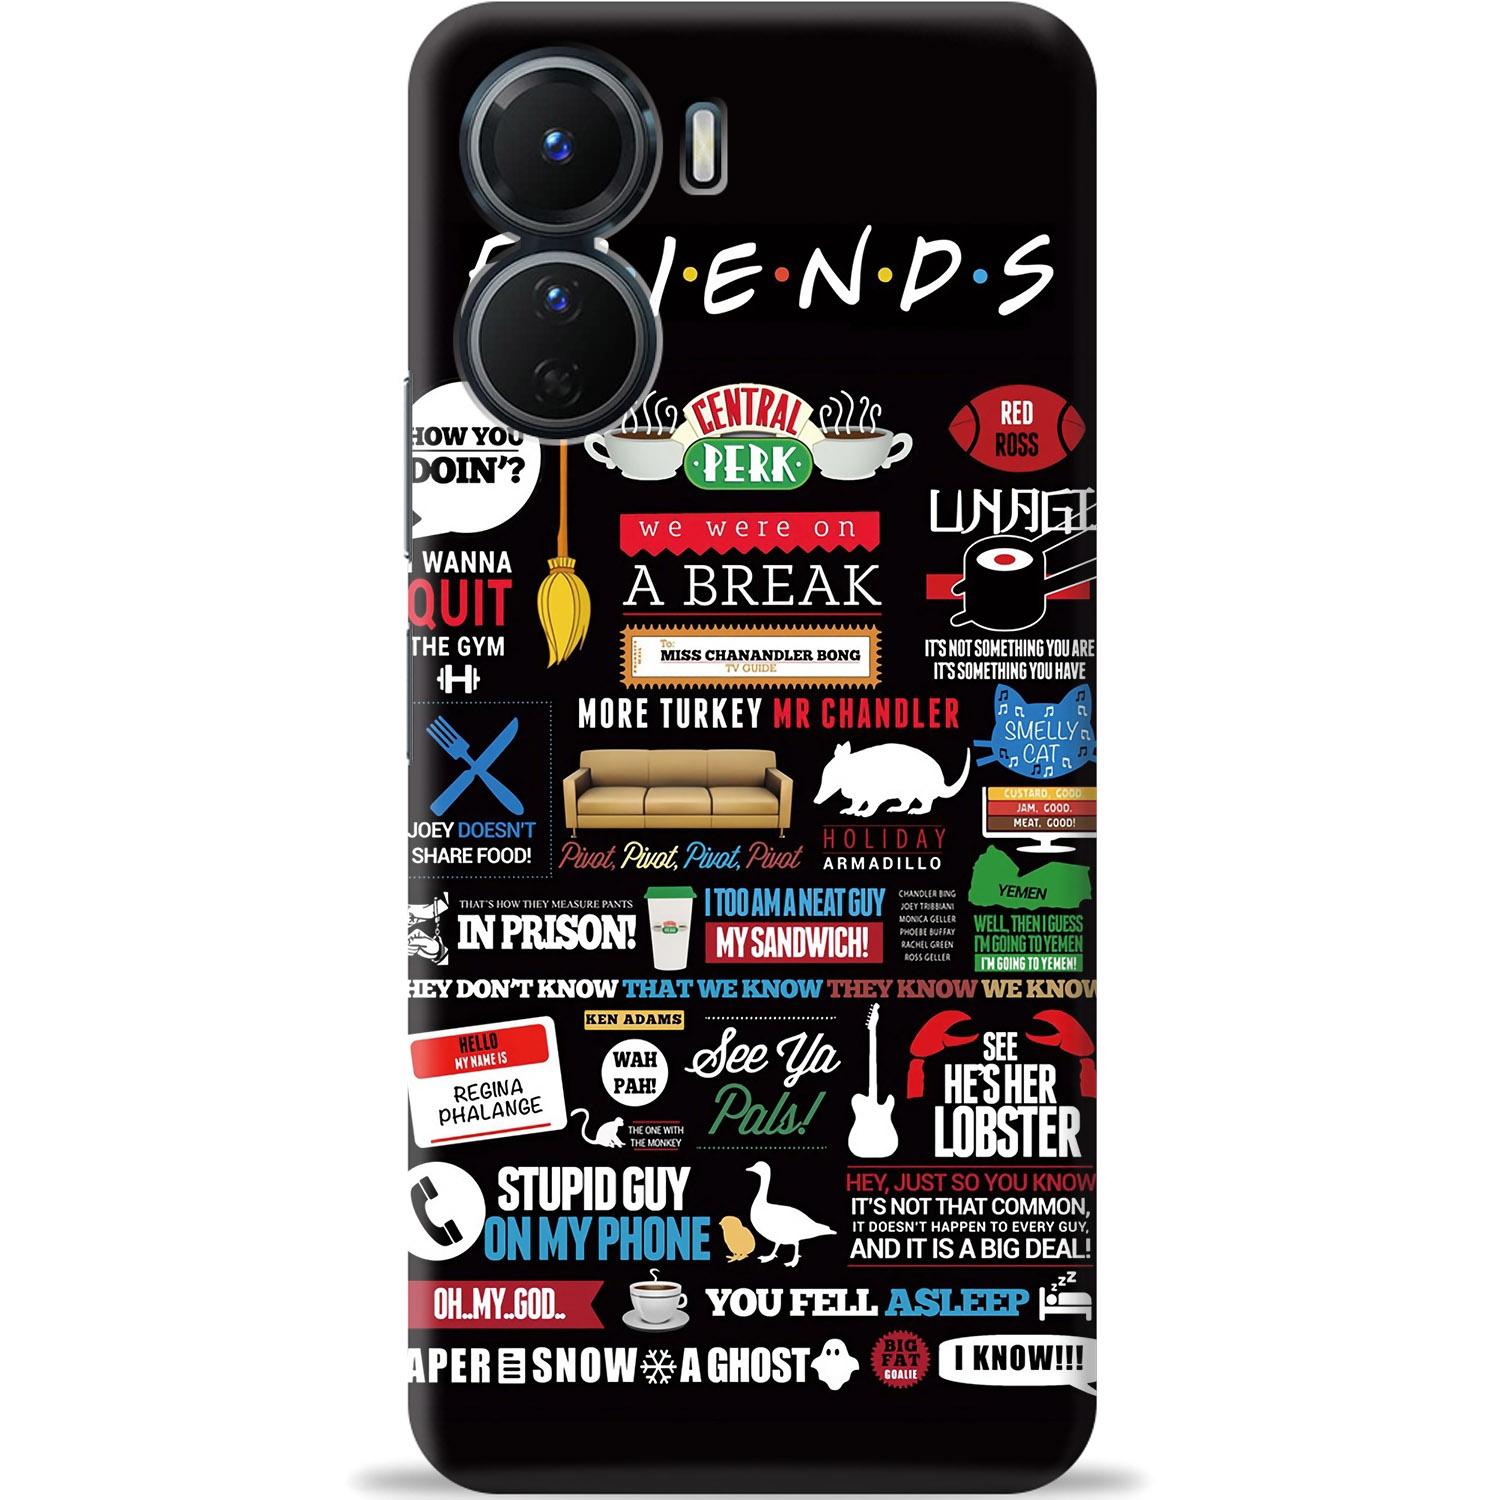 I·E·N·D·S
HOW YOU
DOIN'?
CENTRAL
PERK
RED
ROSS
UNAGI
we were on
A BREAK
WANNA
QUIT
THE GYM
To:
MISS CHANANDLER BONG
TV GUIDE
IT'S NOT SOMETHING YOU ARE
IT'S SOMETHING YOU HAVE
MORE TURKEY MR CHANDLER
SMELLY
CAT
CUSTARD, GOOD.
JAM, GOOD.
MEAT, GOOD!
JOEY DOESN'T
SHARE FOOD!
Pivot, Pivot, Pivot, Pivot
HOLIDAY
ARMADILLO
YEMEN
WELL, THEN I GUESS
I'M GOING TO YEMEN
I'M GOING TO YEMEN!
THAT'S HOW THEY MEASURE PANTS
IN PRISON!
I TOO AM A NEAT GUY
MY SANDWICH!
CHANDLER BING
JOEY TRIBBIANI
MONICA GELLER
PHOEBE BUFFAY
RACHEL GREEN
ROSS GELLER
HEY DON'T KNOW THAT WE KNOW THEY KNOW WE KNOW
HELLO
MY NAME IS
REGINA
PHALANGE
KEN ADAMS
WAH
PAH!
THE ONE WITH
THE MONKEY
See Ya
Pals!
SEE
HE'S HER
LOBSTER
STUPID GUY
ON MY PHONE
HEY, JUST SO YOU KNOW
IT'S NOT THAT COMMON,
IT DOESN'T HAPPEN TO EVERY GUY,
AND IT IS A BIG DEAL!
OH..MY..GOD..
YOU FELL ASLEEP
zzz
APER SNOW A GHOST
BIG
FAT
GOALIE
I KNOW!!!